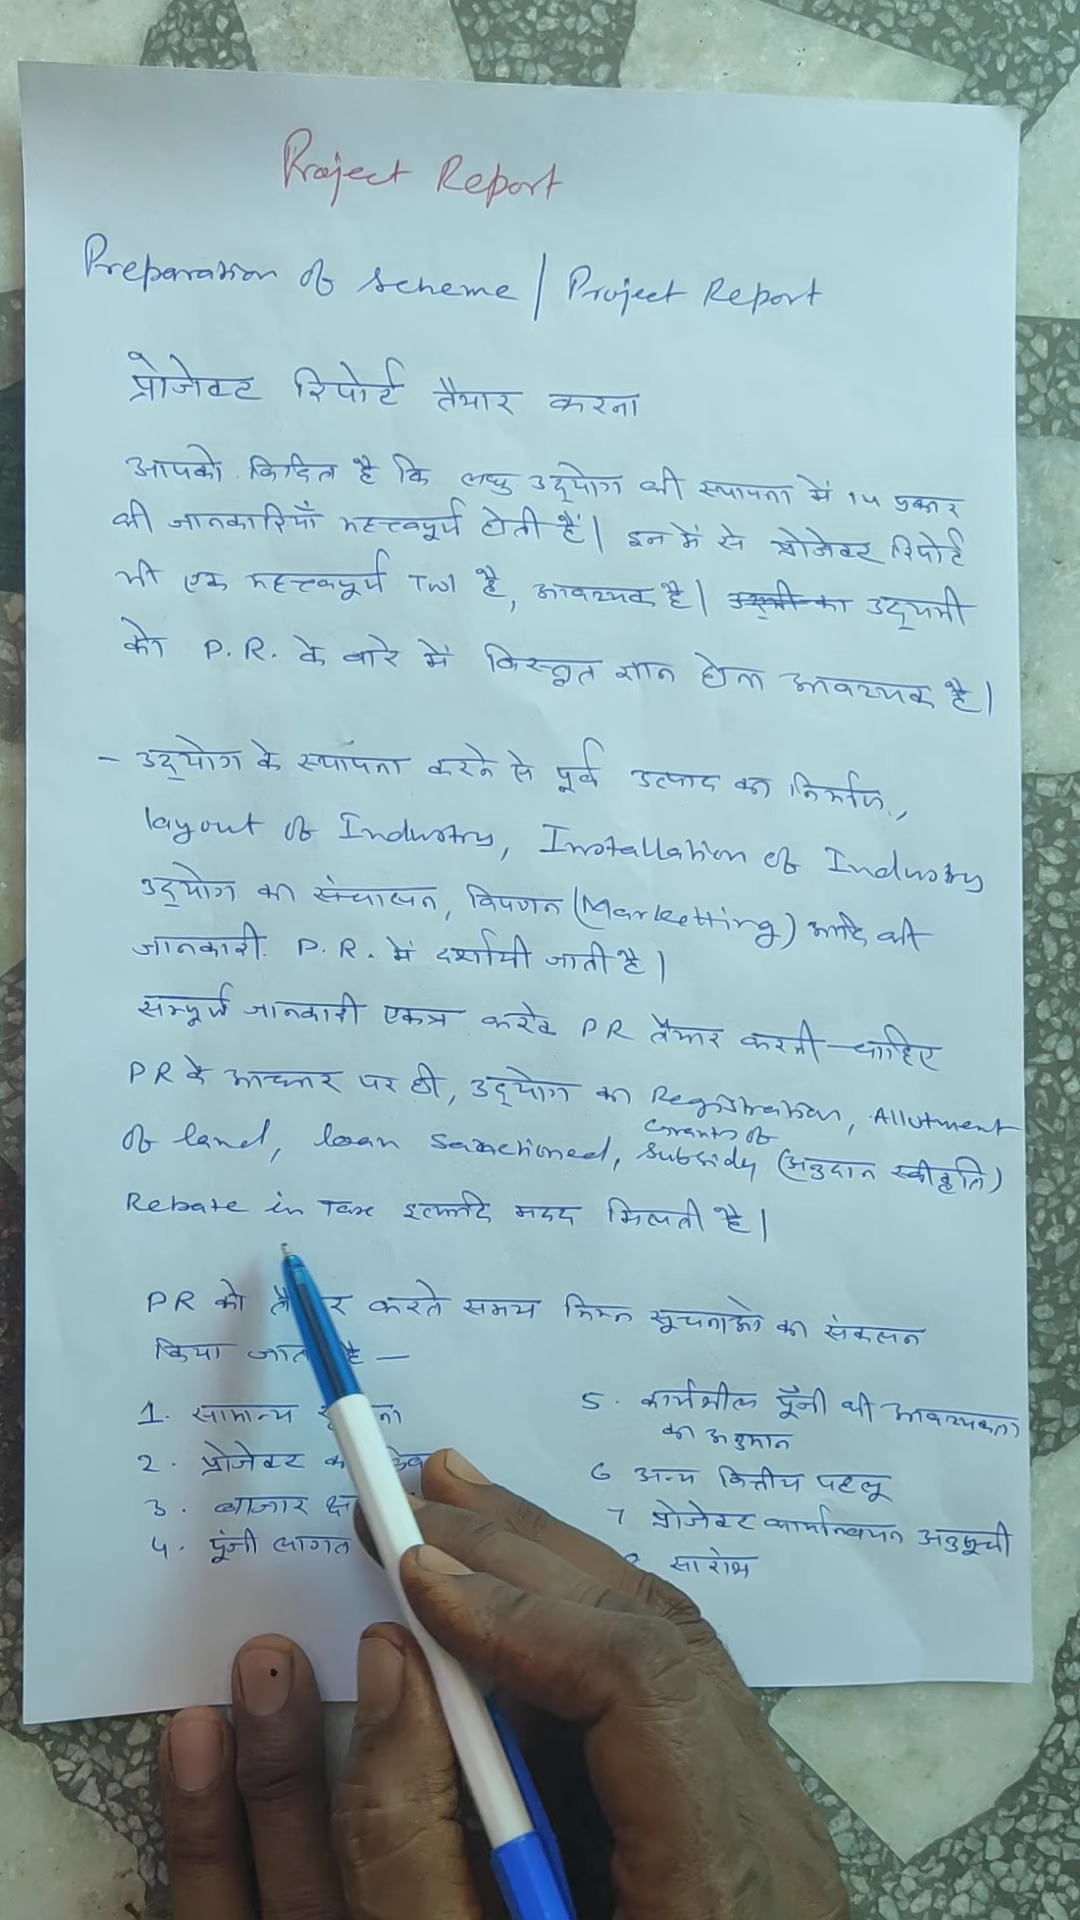 Project Report
Preparation of scheme / Project Report
प्रोजेक्ट रिपोर्ट तैयार करना
आपको विदित है कि लघु उद्योग की स्थापना में 14 प्रकार
की जानकारियाँ महत्त्वपूर्ण होती हैं। इन में से प्रोजेक्ट रिपोर्ट
भी एक महत्त्वपूर्ण है, आवश्यक है। उद्यमी
को P.R. के बारे में विस्तृत ज्ञान होना आवश्यक है।
- उद्योग के स्थापना करने से पूर्व उत्पाद का निर्माण,
layout of Industry, Installation of Industry
उद्योग का संचालन, विपणन (Marketting) आदि की
जानकारी P.R. में दर्शायी जाती है।
सम्पूर्ण जानकारी एकत्र करके PR तैयार करनी चाहिए
PR के आधार पर ही, उद्योग का Registration, Allutment
of land, loan Sanctioned, Grants of Subsidy (अनुदान स्वीकृति)
Rebate in Tax इत्यादि मदद मिलती है।
PR को करते समय निम्न सूचनाओं का संकलन
किया है —
1. सामान्य
2. प्रोजेक्ट
3. बाजार
4. पूंजी लागत
5. कार्यशील पूँजी की आवश्यकता
का अनुमान
6 अन्य वित्तीय पहलू
7 प्रोजेक्ट कार्यान्वयन अनुसूची
सारांश